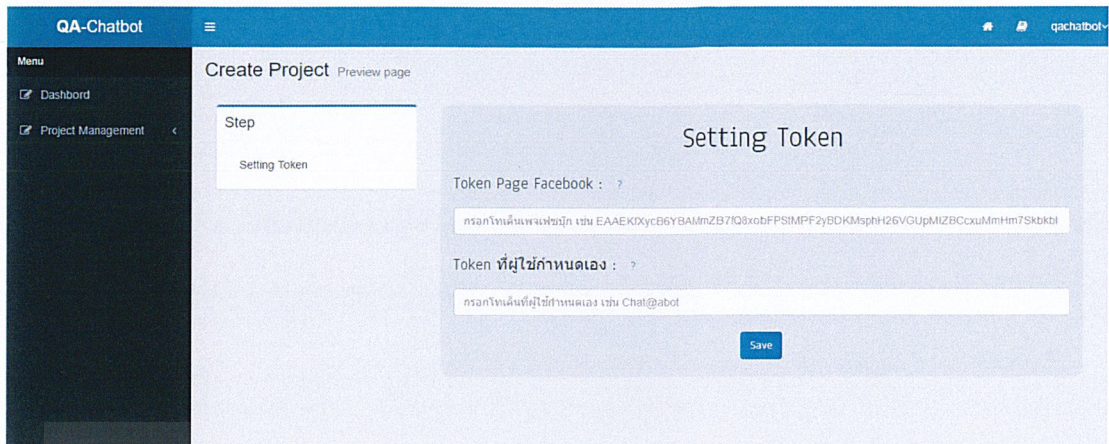 QA-Chatbot
qachatbot
Menu
Dashbord
Project Management
Create Project Preview page
Step
Setting Token
Setting Token
Token Page Facebook : ?
กรอกโทเค็นเพจเฟซบุ๊ก เช่น
Token ที่ผู้ใช้กำหนดเอง : ?
กรอกโทเค็นที่ผู้ใช้กำหนดเอง เช่น Chat@abot
Save